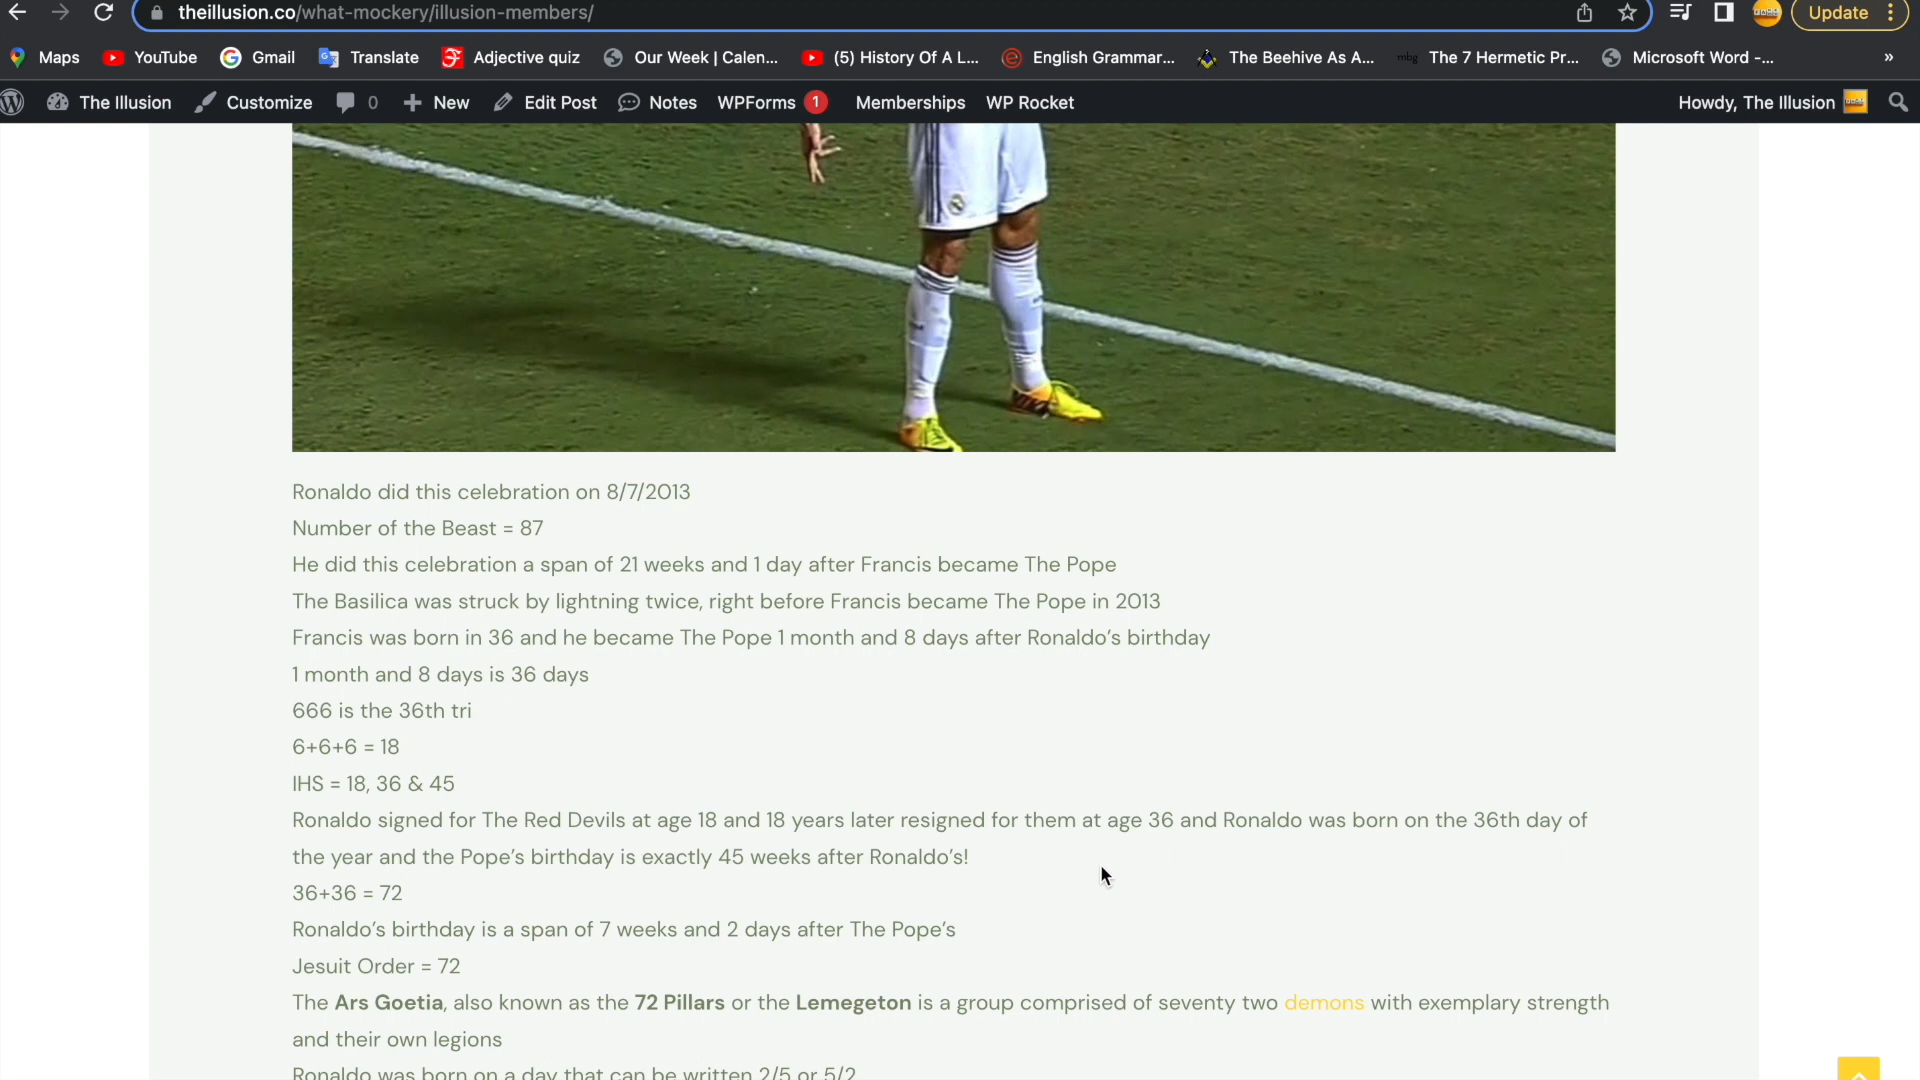 theillusion.co/what-mockery/illusion-members/
Update
Maps YouTube Gmail Translate Adjective quiz Our Week | Calen... (5) History Of A L... English Grammar... The Beehive As A... mbg The 7 Hermetic Pr... Microsoft Word -... »
The Illusion Customize 0 New Edit Post Notes WPForms 1 Memberships WP Rocket Howdy, The Illusion
Ronaldo did this celebration on 8/7/2013
Number of the Beast = 87
He did this celebration a span of 21 weeks and 1 day after Francis became The Pope
The Basilica was struck by lightning twice, right before Francis became The Pope in 2013
Francis was born in 36 and he became The Pope 1 month and 8 days after Ronaldo's birthday
1 month and 8 days is 36 days
666 is the 36th tri
6+6+6 = 18
IHS = 18, 36 & 45
Ronaldo signed for The Red Devils at age 18 and 18 years later resigned for them at age 36 and Ronaldo was born on the 36th day of
the year and the Pope's birthday is exactly 45 weeks after Ronaldo's!
36+36 = 72
Ronaldo's birthday is a span of 7 weeks and 2 days after The Pope's
Jesuit Order = 72
The Ars Goetia, also known as the 72 Pillars or the Lemegeton is a group comprised of seventy two demons with exemplary strength
and their own legions
Ronaldo was born on a day that can be written 2/5 or 5/2